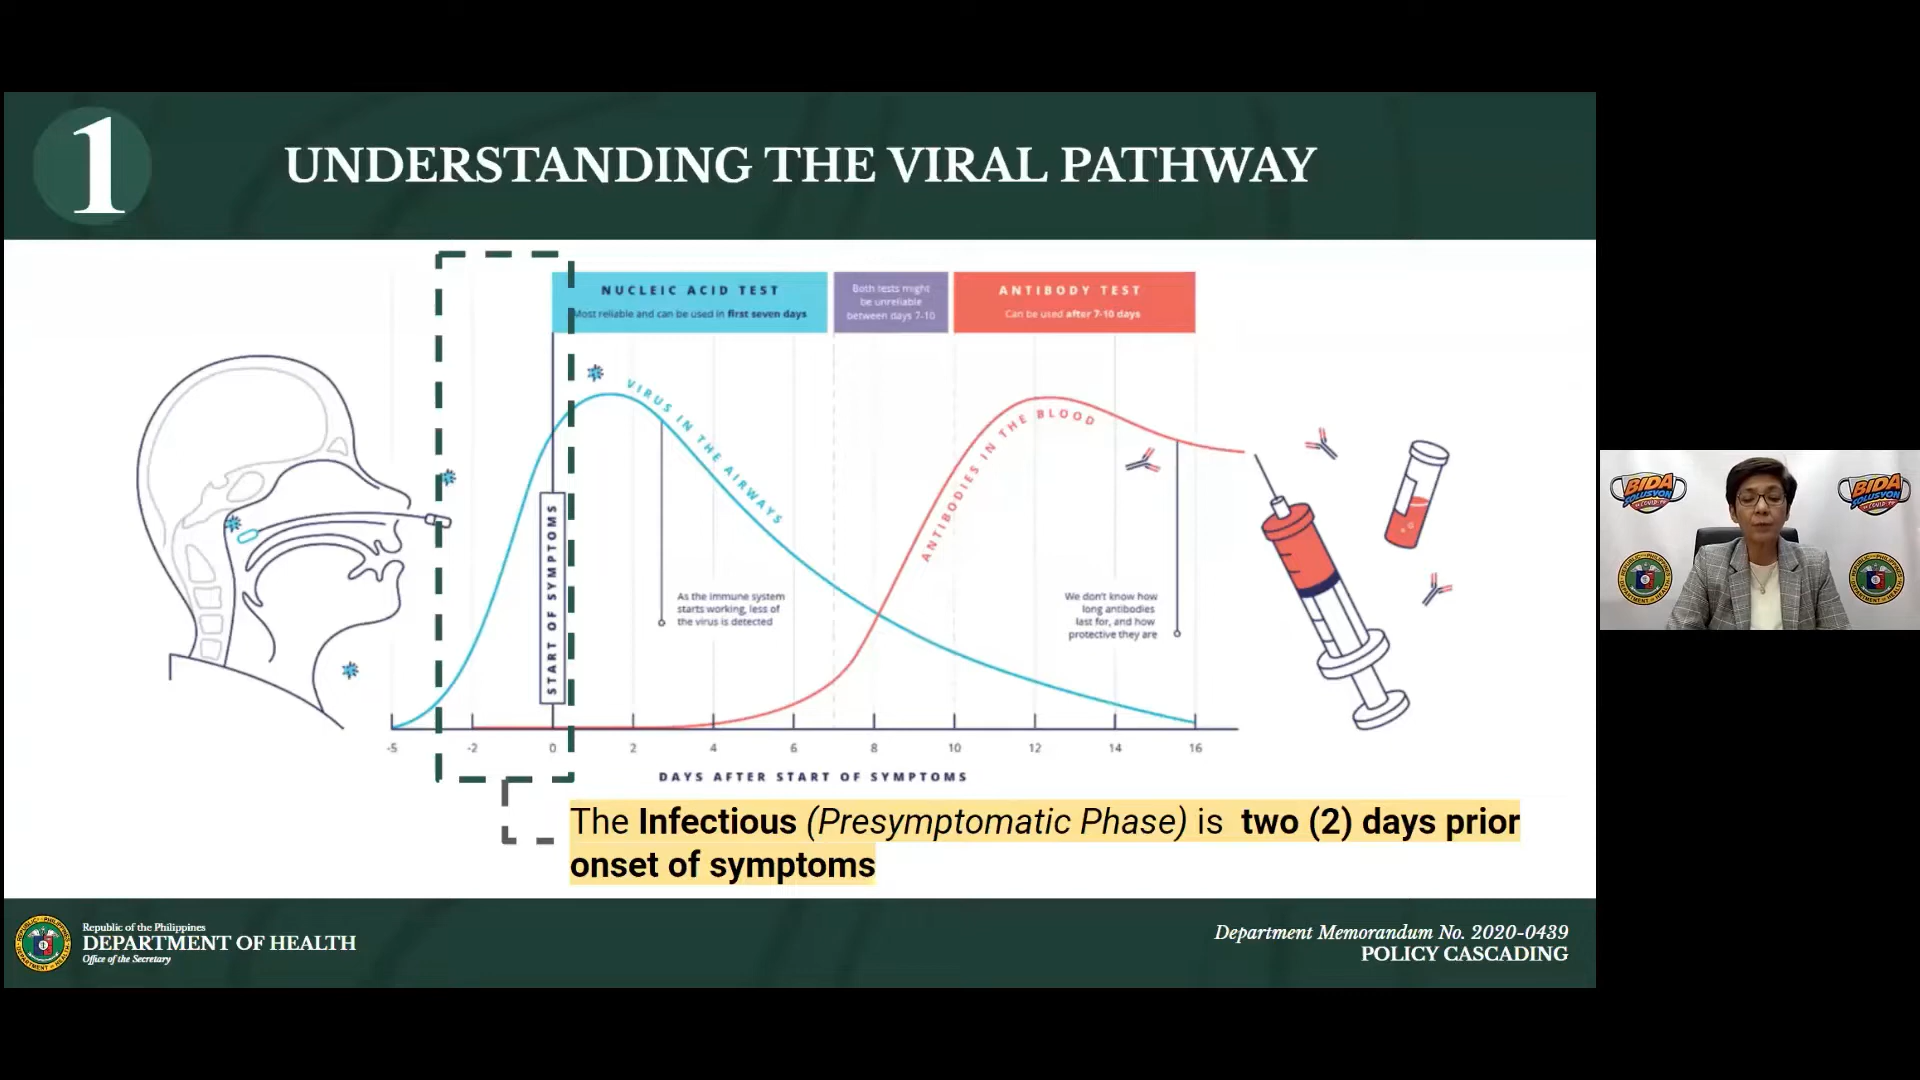 1
UNDERSTANDING THE VIRAL PATHWAY
NUCLEIC ACID TEST
Most reliable and can be used in first seven days
Both tests might
be unreliable
between days 7-10
ANTIBODY TEST
Can be used after 7-10 days
VIRUS IN THE AIRWAYS
ANTIBODIES IN THE BLOOD
START OF SYMPTOMS
As the immune system
starts working, less of
the virus is detected
We don't know how
long antibodies
last for, and how
protective they are
-5 -2 0 2 4 6 8 10 12 14 16
DAYS AFTER START OF SYMPTOMS
The Infectious (Presymptomatic Phase) is two (2) days prior
onset of symptoms
Republic of the Philippines
DEPARTMENT OF HEALTH
Office of the Secretary
Department Memorandum No. 2020-0439
POLICY CASCADING
BIDA
SOLUSYON
BIDA
SOLUSYON